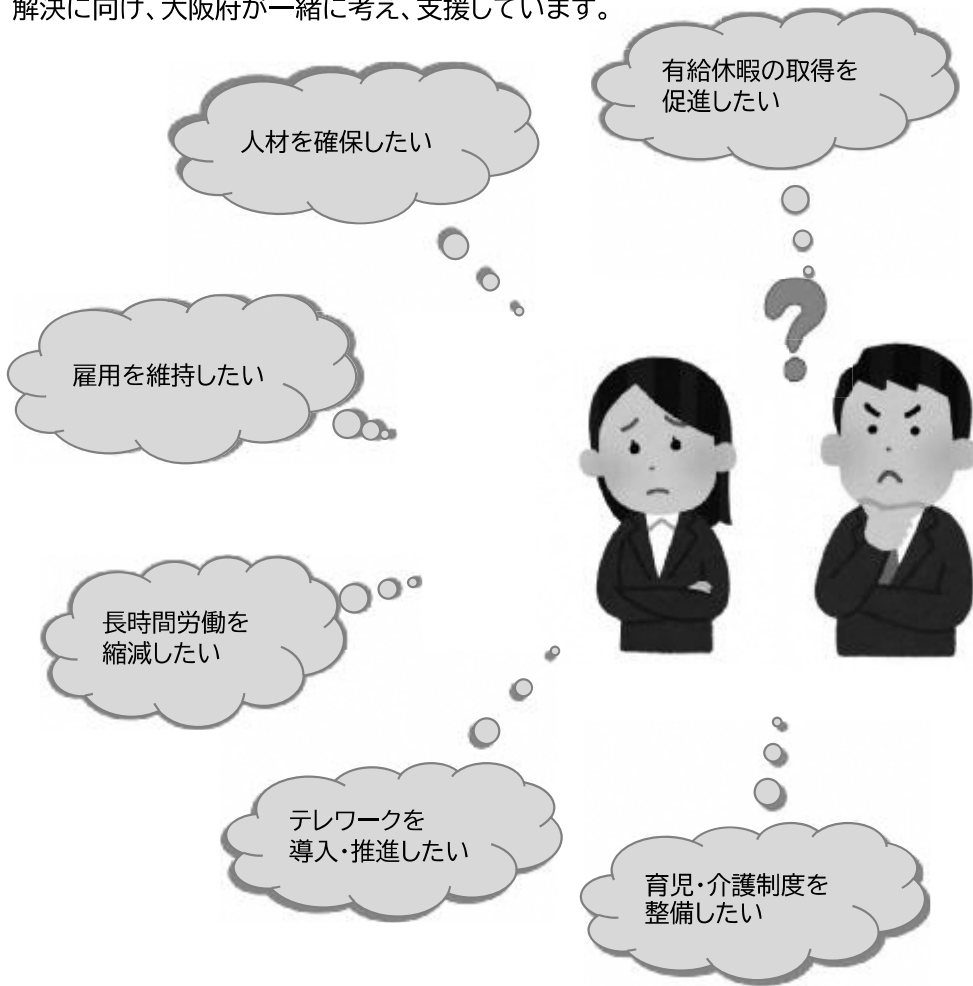 解決に向け、大阪府が一緒に考え、支援しています。
有給休暇の取得を
促進したい
人材を確保したい
雇用を維持したい
長時間労働を
縮減したい
テレワークを
導入・推進したい
育児・介護制度を
整備したい